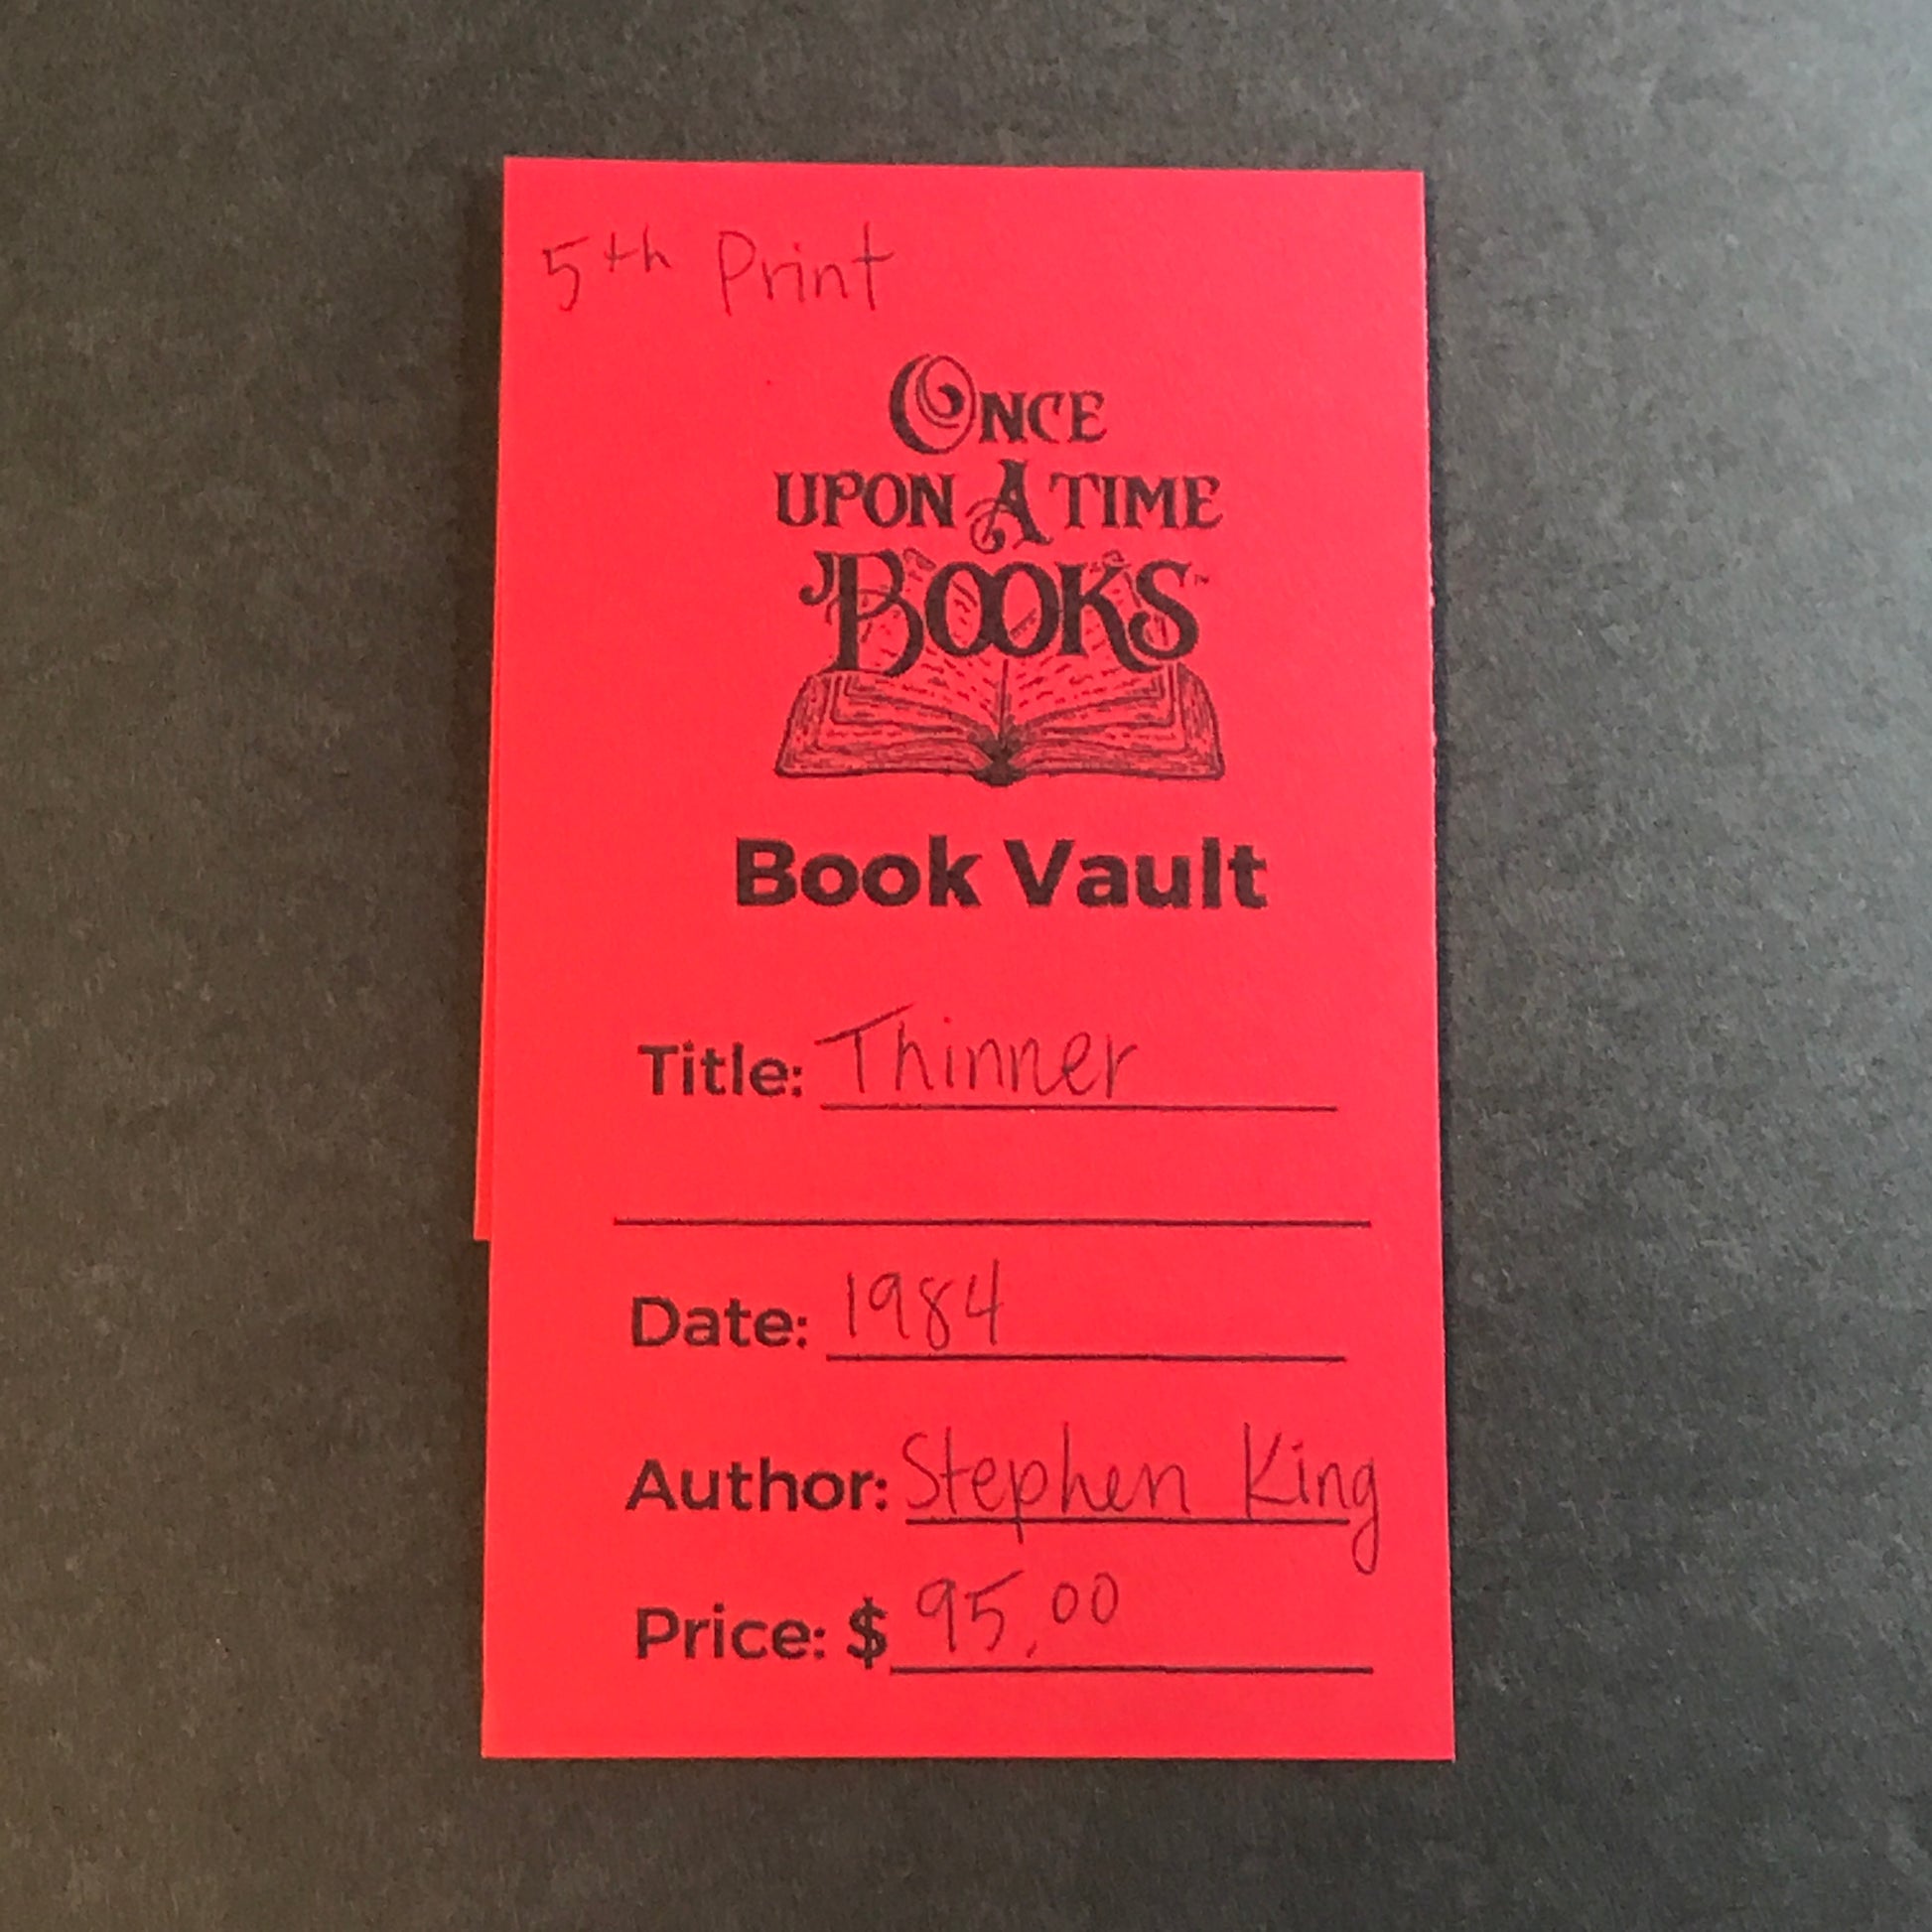 5th Print
ONCE
UPON A TIME
BOOKS
Book Vault
Title: Thinner
Date: 1984
Author: Stephen King
Price: $ 95.00